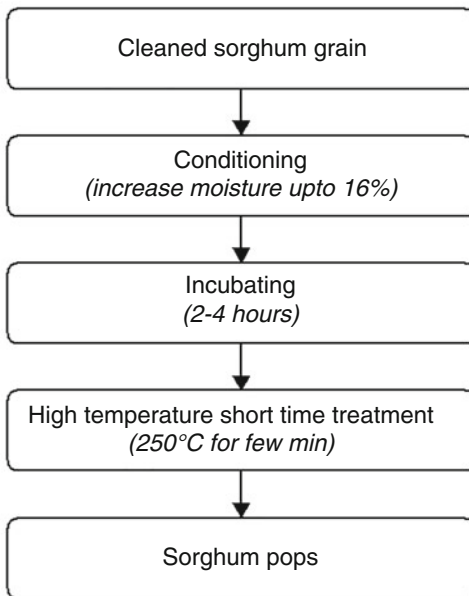 Cleaned sorghum grain
Conditioning
(increase moisture upto 16%)
Incubating
(2-4 hours)
High temperature short time treatment
(250°C for few min)
Sorghum pops